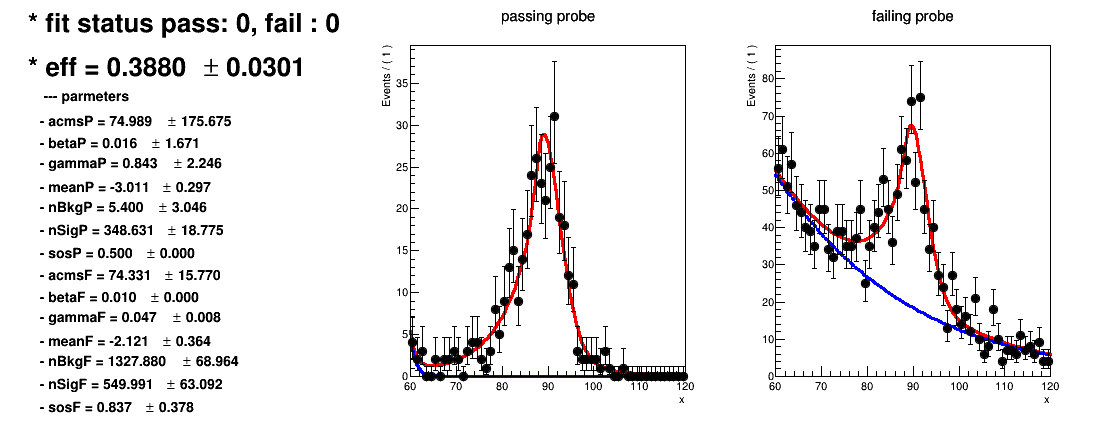 * fit status pass: 0, fail : 0
* eff = 0.3880 ± 0.0301
--- parmeters
- acmsP = 74.989 ± 175.675
- betaP = 0.016 ± 1.671
- gammaP = 0.843 ± 2.246
- meanP = -3.011 ± 0.297
- nBkgP = 5.400 ± 3.046
- nSigP = 348.631 ± 18.775
- sosP = 0.500 ± 0.000
- acmsF = 74.331 ± 15.770
- betaF = 0.010 ± 0.000
- gammaF = 0.047 ± 0.008
- meanF = -2.121 ± 0.364
- nBkgF = 1327.880 ± 68.964
- nSigF = 549.991 ± 63.092
- sosF = 0.837 ± 0.378
passing probe
Events / ( 1 )
35
30
25
20
15
10
5
0
60 70 80 90 100 110 120
x
failing probe
Events / ( 1 )
80
70
60
50
40
30
20
10
0
60 70 80 90 100 110 120
x